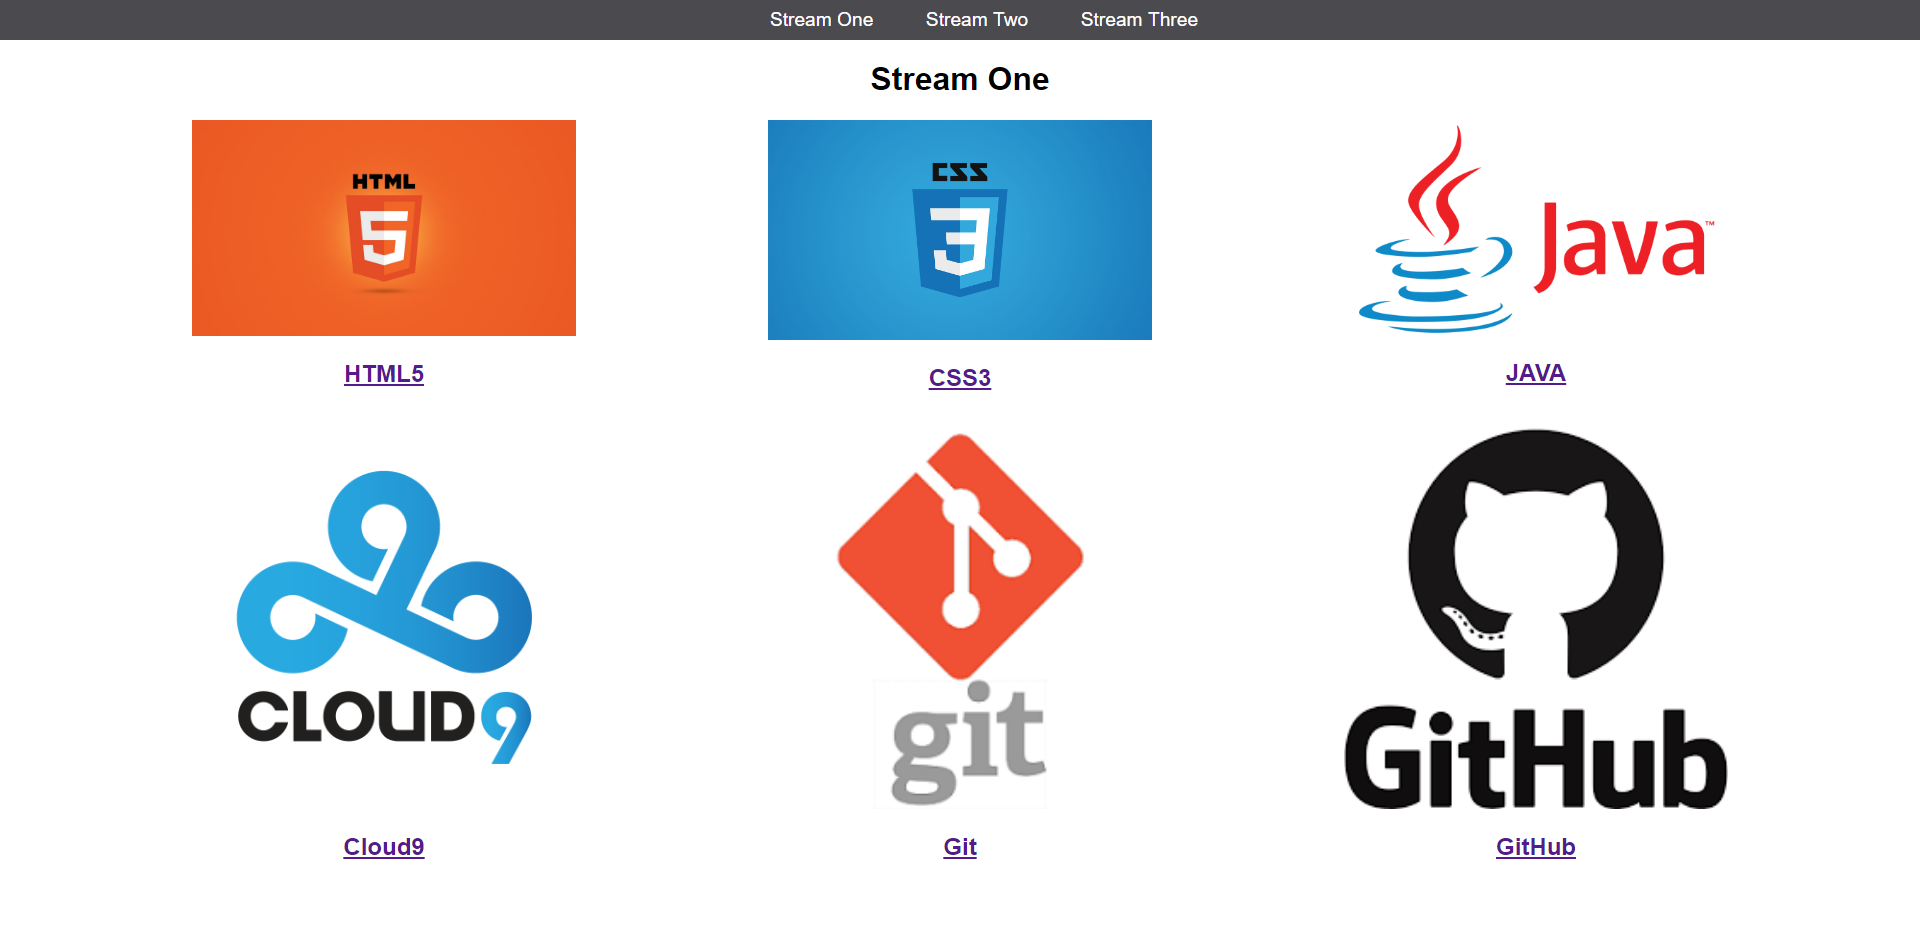 Stream One Stream Two Stream Three
Stream One
HTML
5
CSS
3
Java™
HTML5
CSS3
JAVA
CLOUD9
git
GitHub
Cloud9
Git
GitHub